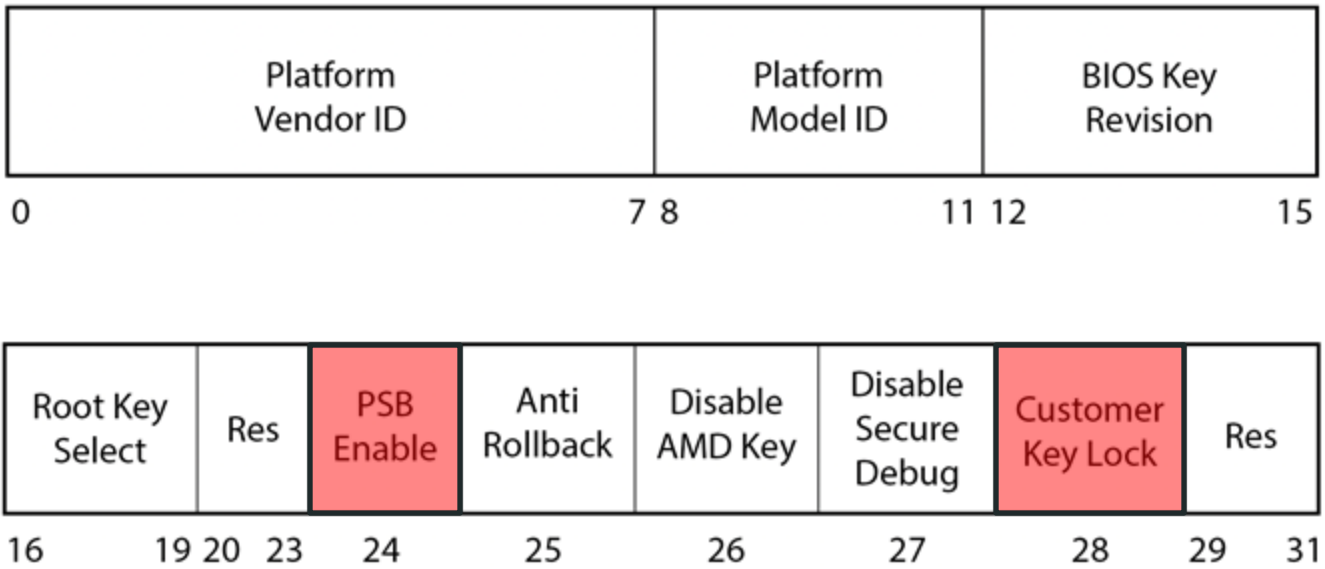 Platform
Vendor ID
Platform
Model ID
BIOS Key
Revision
0
7 8
11 12
15
Root Key
Select
Res
PSB
Enable
Anti
Rollback
Disable
AMD Key
Disable
Secure
Debug
Customer
Key Lock
Res
16
19 20
23
24
25
26
27
28
29
31